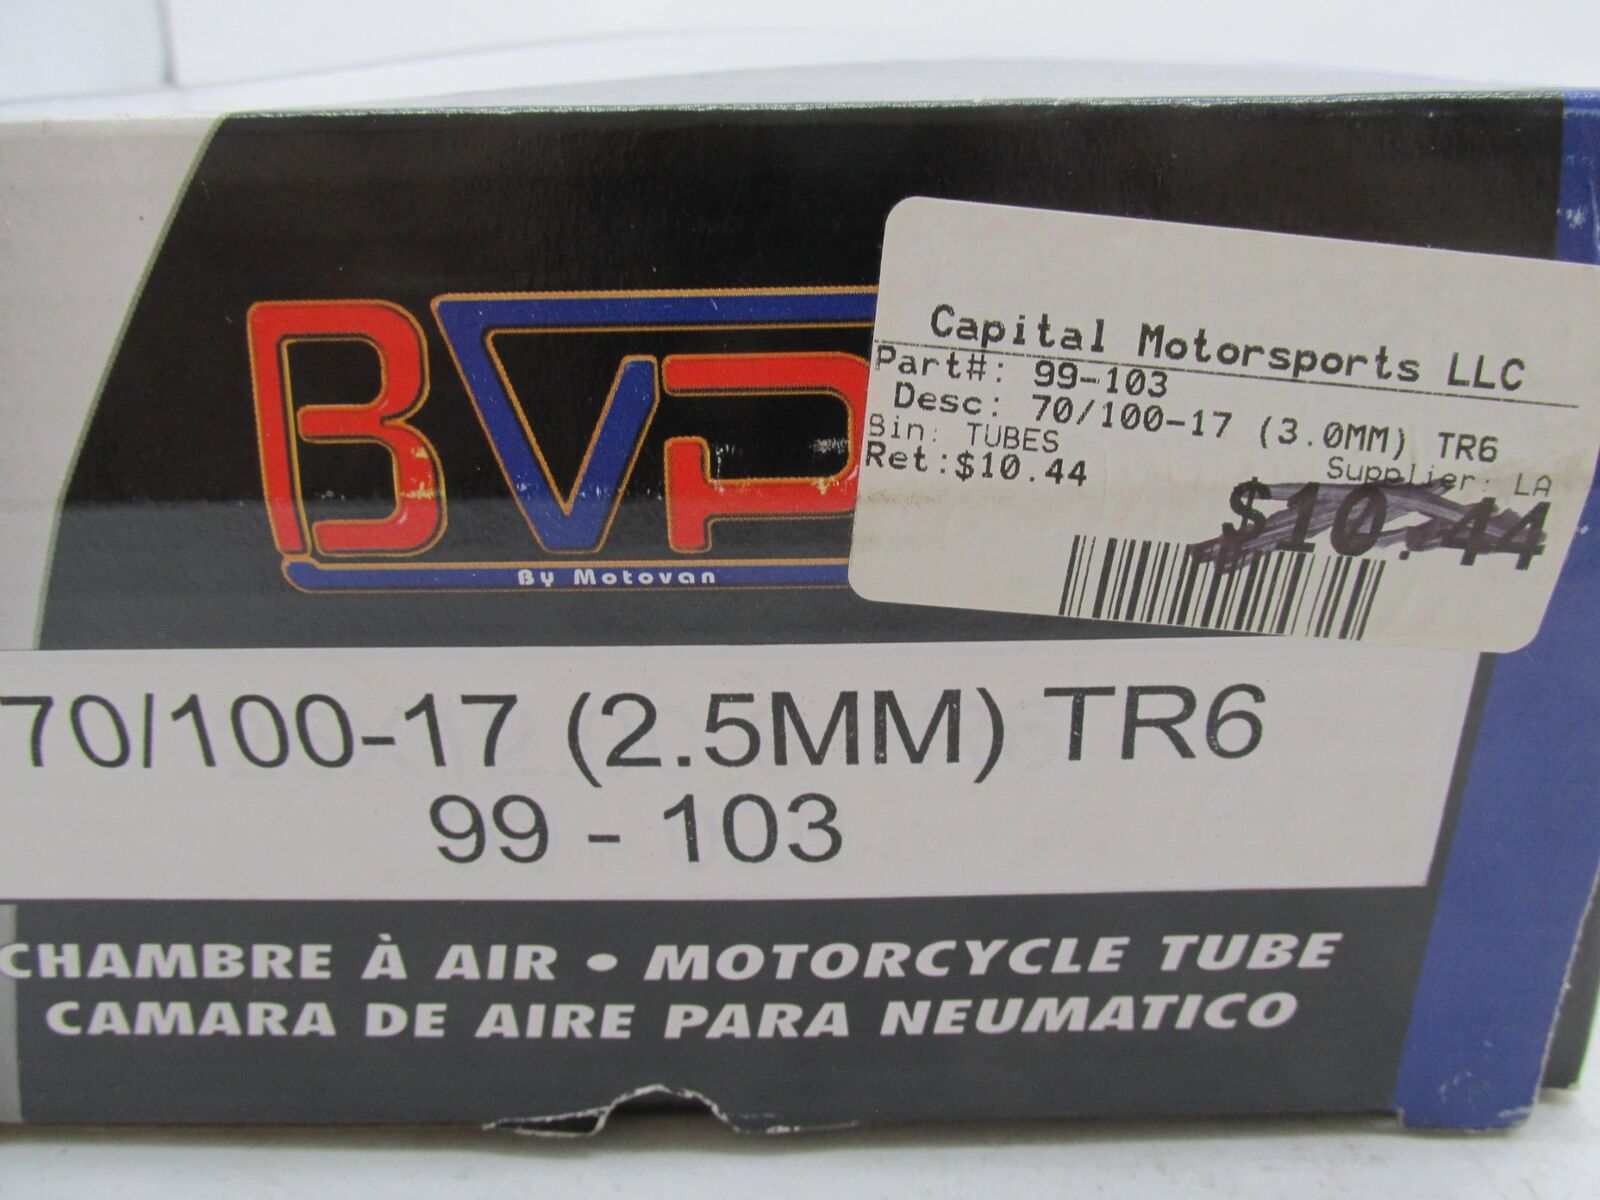 BVP
By Motovan
Capital Motorsports LLC
Part#: 99-103
Desc: 70/100-17 (3.0MM) TR6
Bin: TUBES
Supplier: LA
Ret:$10.44
$10.44
70/100-17 (2.5MM) TR6
99 - 103
CHAMBRE À AIR • MOTORCYCLE TUBE
CAMARA DE AIRE PARA NEUMATICO